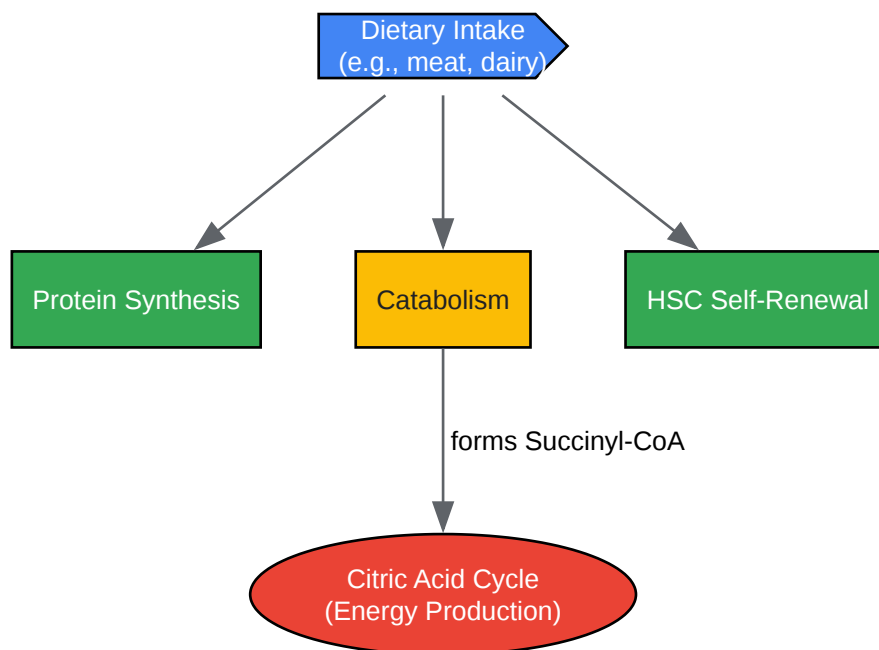 Dietary Intake
(e.g., meat, dairy)
Protein Synthesis
Catabolism
HSC Self-Renewal
forms Succinyl-CoA
Citric Acid Cycle
(Energy Production)